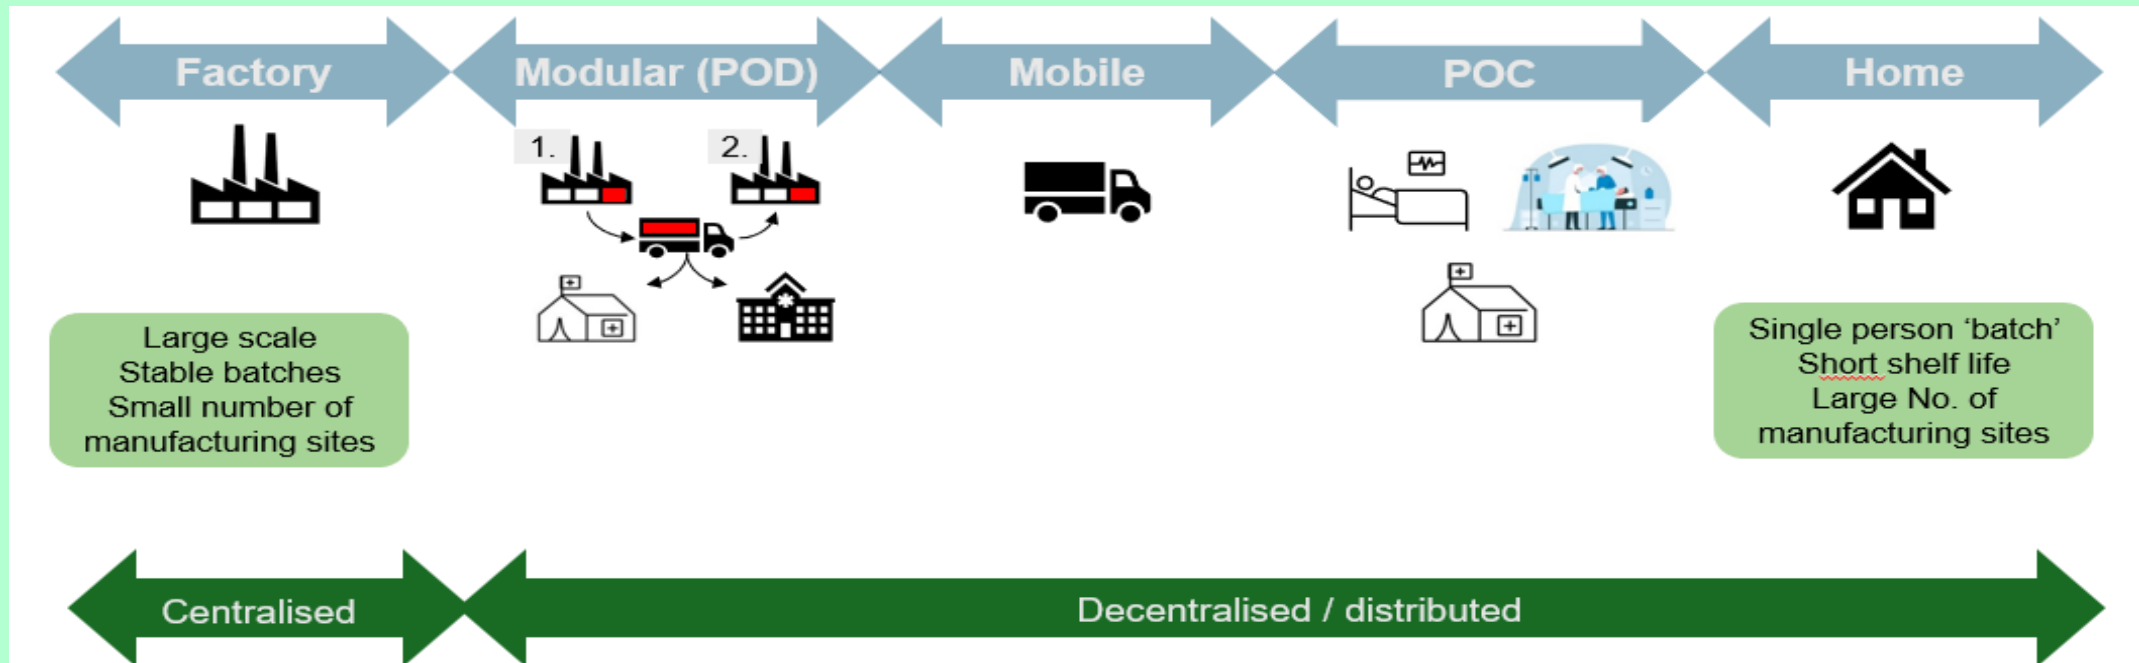 Factory
Modular (POD)
Mobile
POC
Home
1.
2.
Large scale
Stable batches
Small number of
manufacturing sites
Single person ‘batch’
Short shelf life
Large No. of
manufacturing sites
Centralised
Decentralised / distributed